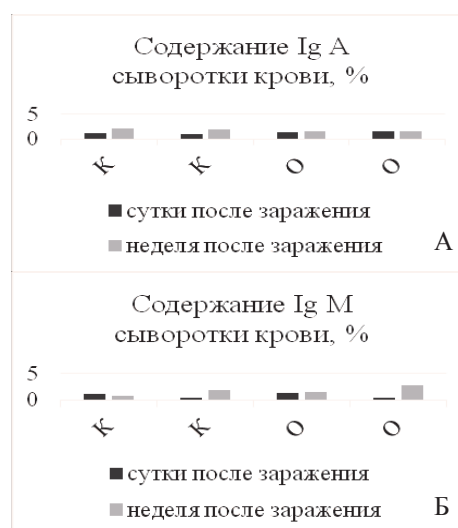 Содержание Ig A
сыворотки крови, %
5
0
К К О О
сутки после заражения
неделя после заражения
А
Содержание Ig M
сыворотки крови, %
5
0
К К О О
сутки после заражения
неделя после заражения
Б